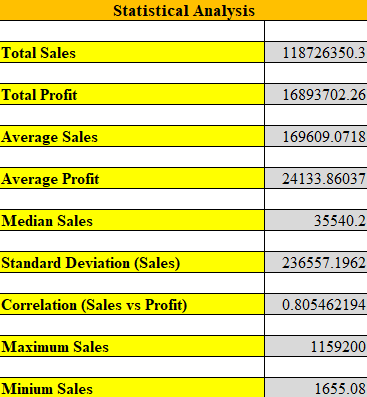 Statistical Analysis
Total Sales 118726350.3
Total Profit 16893702.26
Average Sales 169609.0718
Average Profit 24133.86037
Median Sales 35540.2
Standard Deviation (Sales) 236557.1962
Correlation (Sales vs Profit) 0.805462194
Maximum Sales 1159200
Minium Sales 1655.08